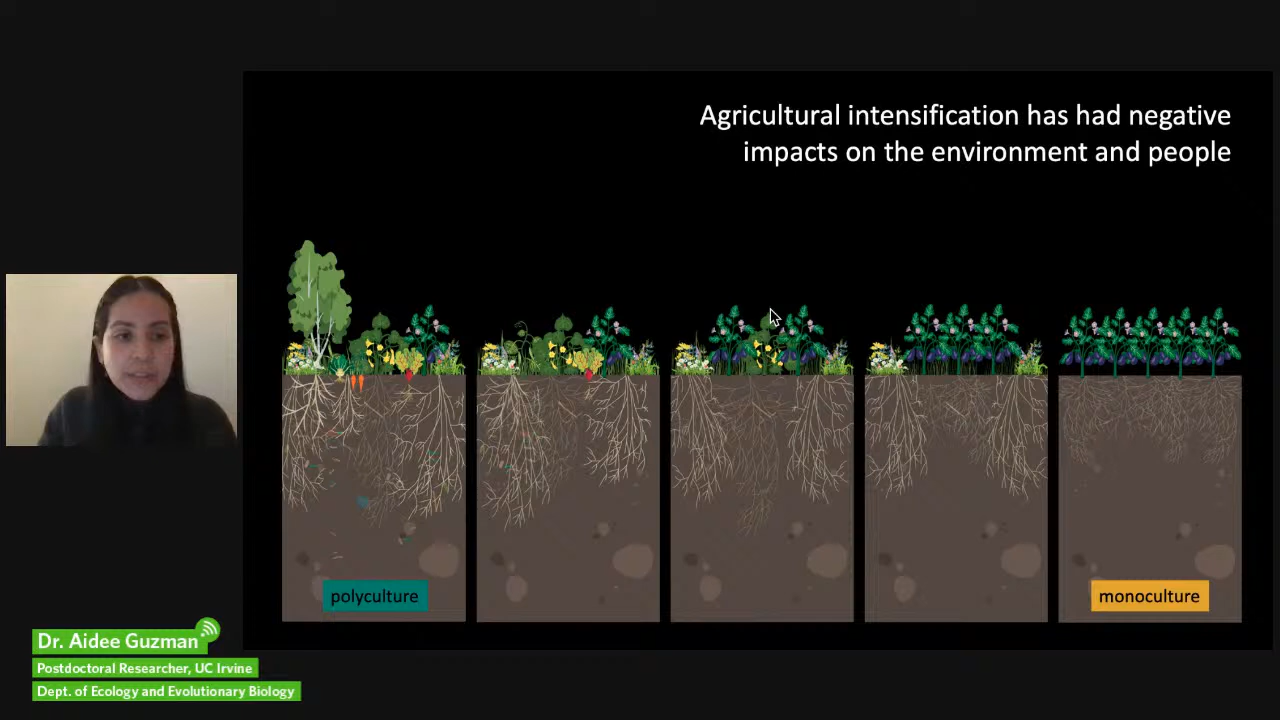 Agricultural intensification has had negative
impacts on the environment and people
polyculture
monoculture
Dr. Aidee Guzman
Postdoctoral Researcher, UC Irvine
Dept. of Ecology and Evolutionary Biology